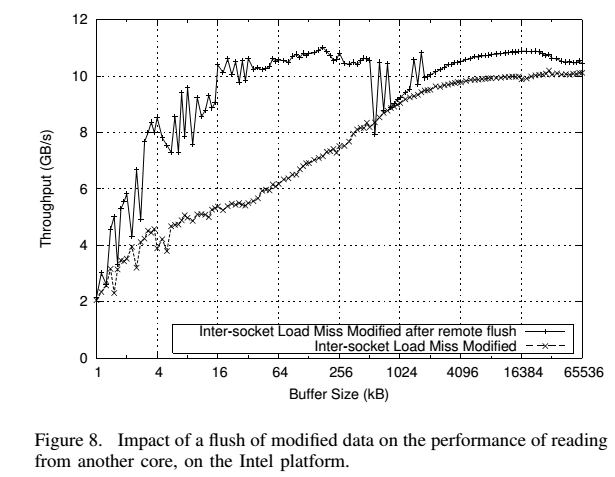 12
10
8
6
4
2
0
Throughput (GB/s)
Inter-socket Load Miss Modified after remote flush
Inter-socket Load Miss Modified
1 4 16 64 256 1024 4096 16384 65536
Buffer Size (kB)
Figure 8. Impact of a flush of modified data on the performance of reading
from another core, on the Intel platform.